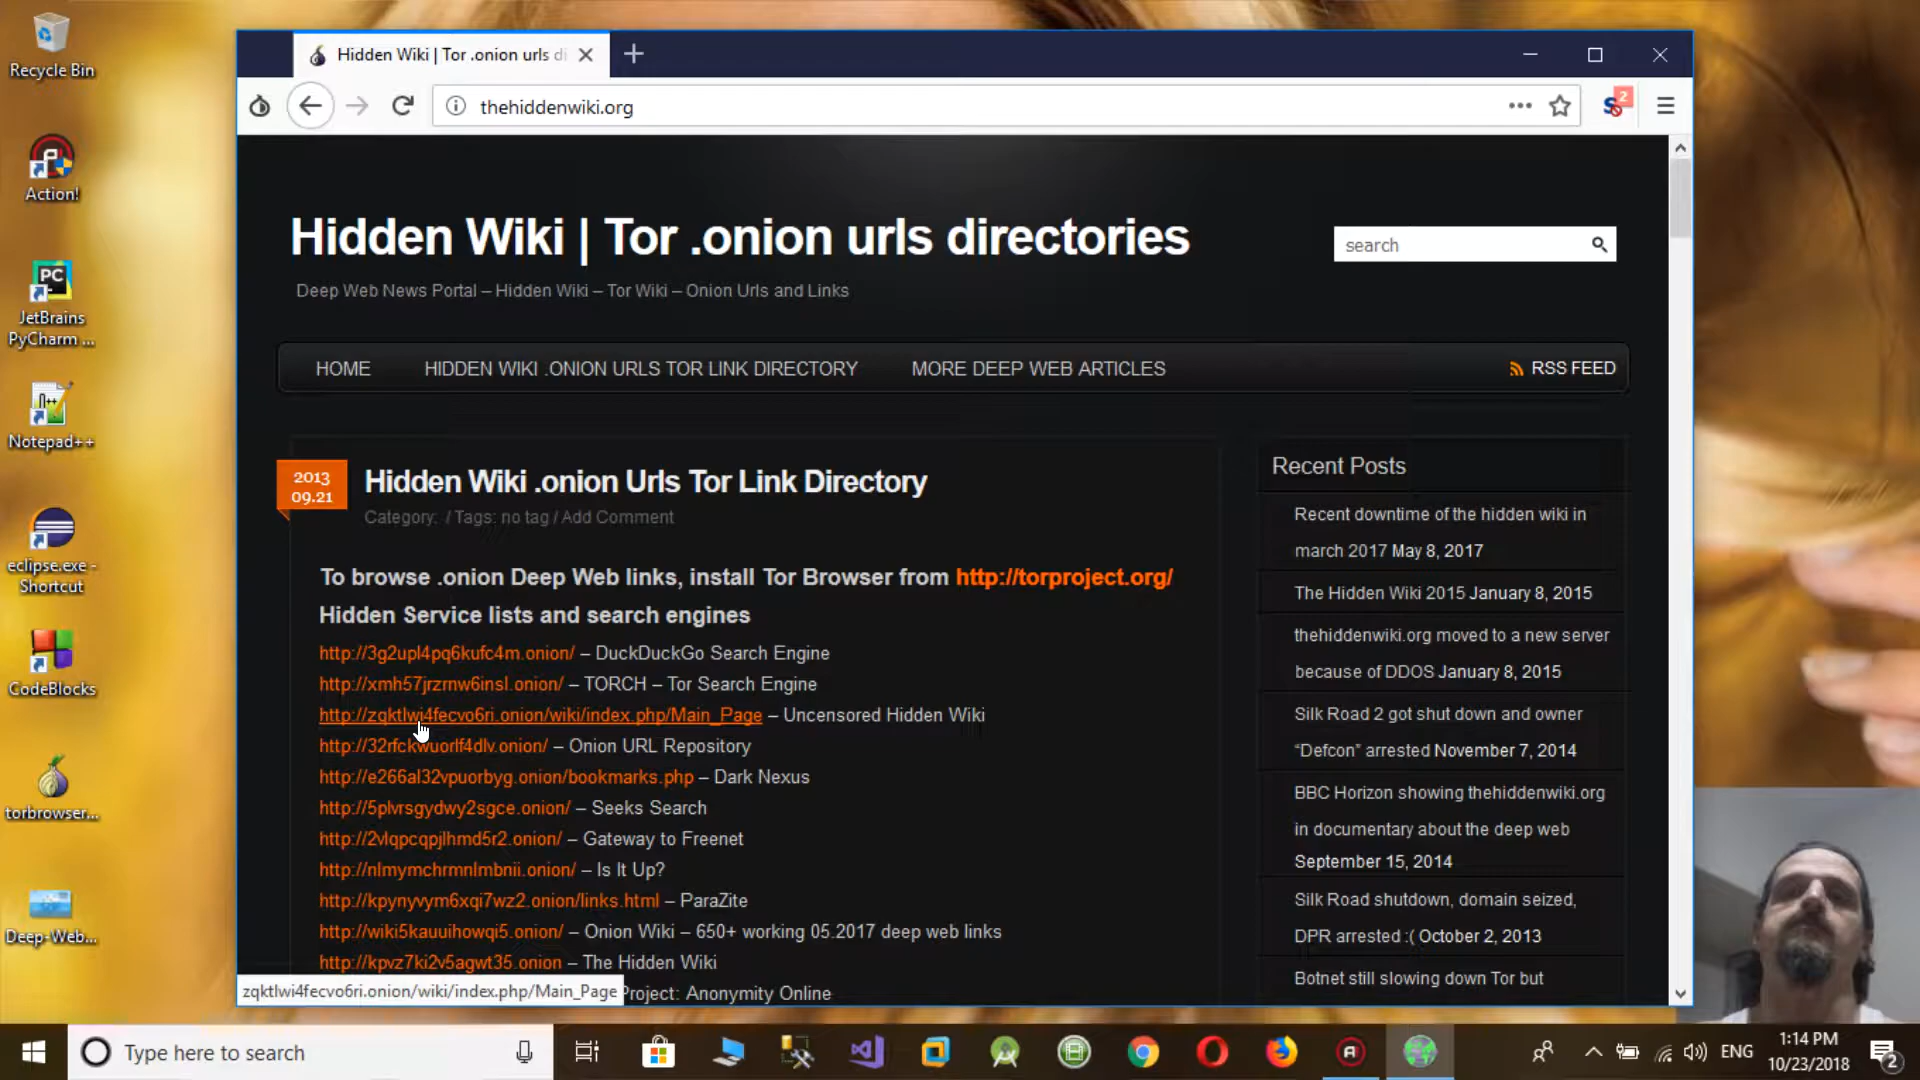 Recycle Bin
Action!
JetBrains
PyCharm ...
Notepad++
eclipse.exe -
Shortcut
CodeBlocks
torbrowser...
Deep-Web...
Hidden Wiki | Tor .onion urls di
thehiddenwiki.org
2
Hidden Wiki | Tor .onion urls directories
search
Deep Web News Portal – Hidden Wiki – Tor Wiki – Onion Urls and Links
HOME
HIDDEN WIKI .ONION URLS TOR LINK DIRECTORY
MORE DEEP WEB ARTICLES
RSS FEED
2013
09.21
Hidden Wiki .onion Urls Tor Link Directory
Category: / Tags: no tag / Add Comment
To browse .onion Deep Web links, install Tor Browser from http://torproject.org/
Hidden Service lists and search engines
http://3g2upl4pq6kufc4m.onion/ – DuckDuckGo Search Engine
http://xmh57jrzrnw6insl.onion/ – TORCH – Tor Search Engine
http://zqktlwi4fecvo6ri.onion/wiki/index.php/Main_Page – Uncensored Hidden Wiki
http://32rfckwuorlf4dlv.onion/ – Onion URL Repository
http://e266al32vpuorbyg.onion/bookmarks.php – Dark Nexus
http://5plvrsgydwy2sgce.onion/ – Seeks Search
http://2vlqpcqpjlhmd5r2.onion/ – Gateway to Freenet
http://nlmymchrmnlmbnii.onion/ – Is It Up?
http://kpynyvym6xqi7wz2.onion/links.html – ParaZite
http://wiki5kauuihowqi5.onion/ – Onion Wiki – 650+ working 05.2017 deep web links
http://kpvz7ki2v5agwt35.onion – The Hidden Wiki
Project: Anonymity Online
zqktlwi4fecvo6ri.onion/wiki/index.php/Main_Page
Recent Posts
Recent downtime of the hidden wiki in
march 2017 May 8, 2017
The Hidden Wiki 2015 January 8, 2015
thehiddenwiki.org moved to a new server
because of DDOS January 8, 2015
Silk Road 2 got shut down and owner
“Defcon” arrested November 7, 2014
BBC Horizon showing thehiddenwiki.org
in documentary about the deep web
September 15, 2014
Silk Road shutdown, domain seized,
DPR arrested :( October 2, 2013
Botnet still slowing down Tor but
Type here to search
ENG
1:14 PM
10/23/2018
2